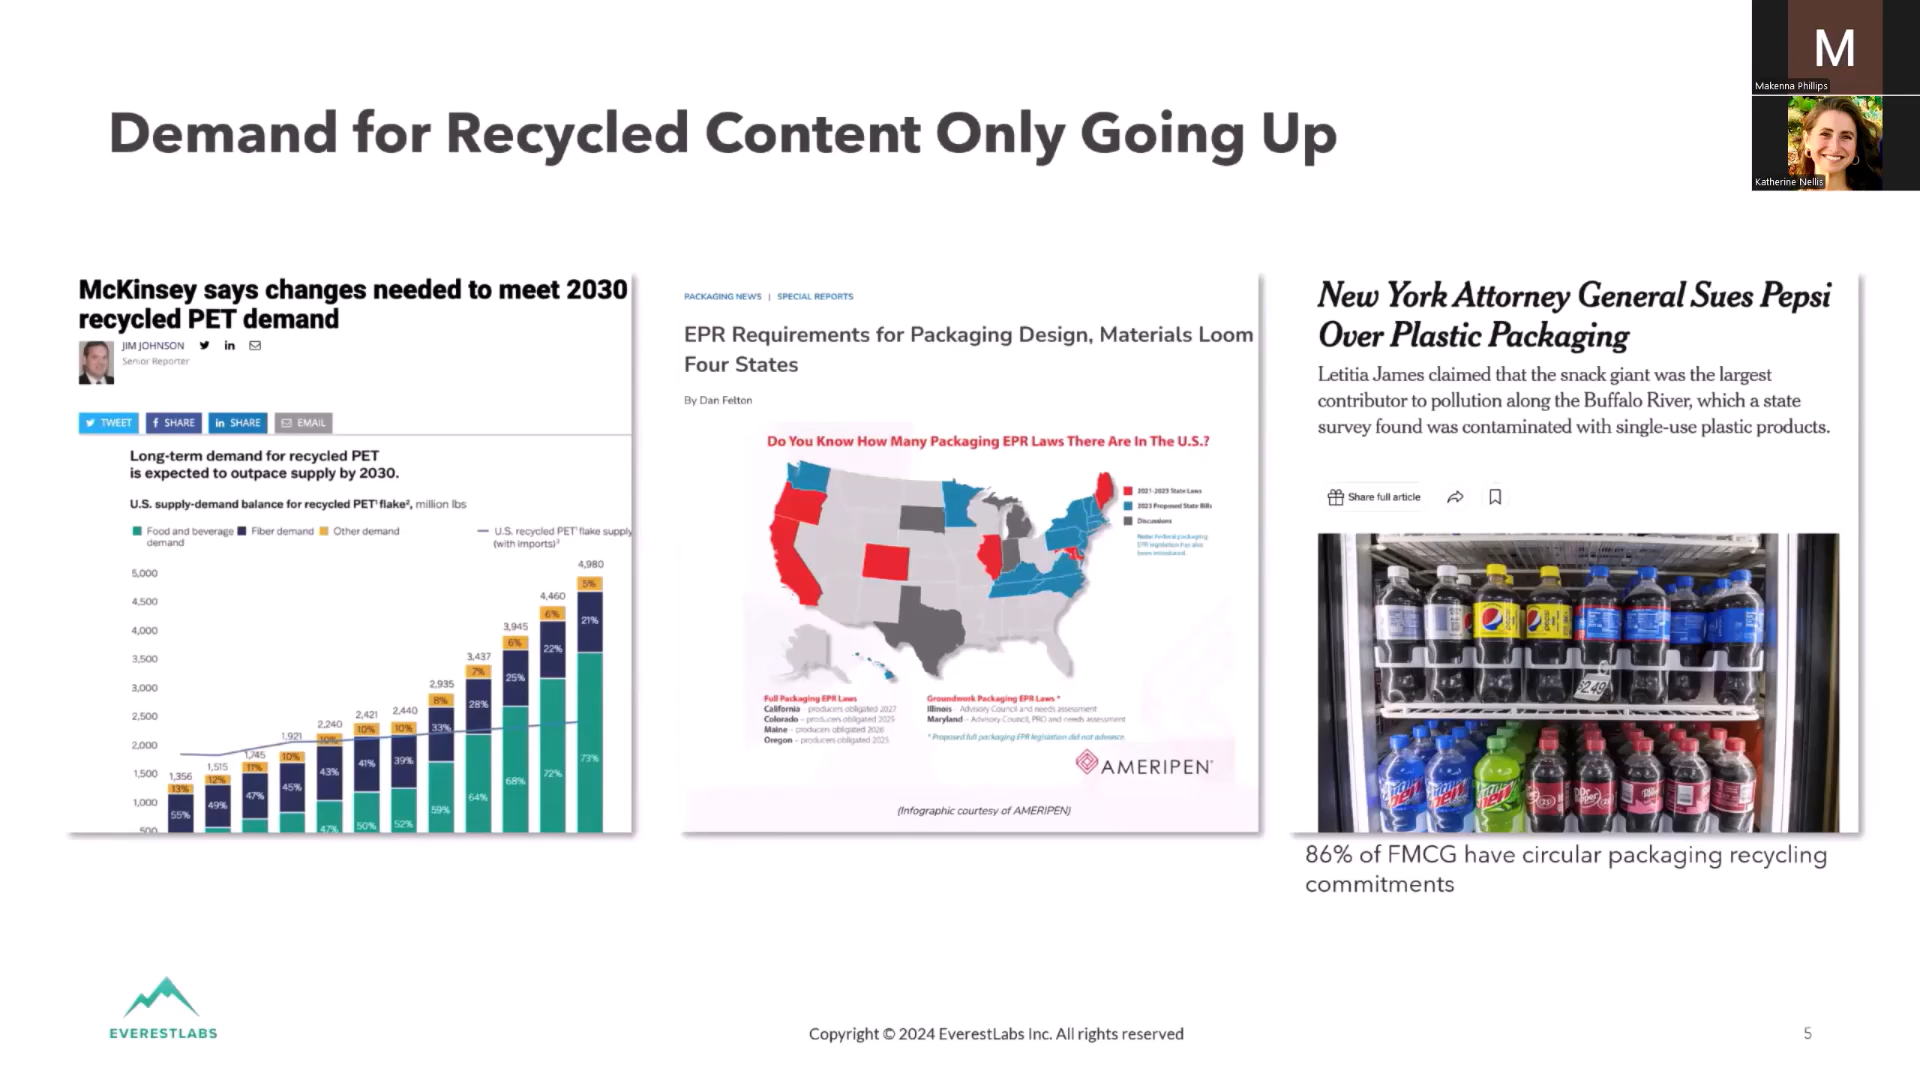 Demand for Recycled Content Only Going Up
M
Makenna Phillips
Katherine Nellis
McKinsey says changes needed to meet 2030
recycled PET demand
JIM JOHNSON
Senior Reporter
TWEET
SHARE
in SHARE
EMAIL
Long-term demand for recycled PET
is expected to outpace supply by 2030.
U.S. supply-demand balance for recycled PET¹ flake², million lbs
Food and beverage demand
Fiber demand
Other demand
U.S. recycled PET¹ flake supply
(with imports)³
5,000
4,500
4,000
3,500
3,000
2,500
2,000
1,500
1,000
500
1,356
13%
55%
1,515
12%
49%
1,745
11%
47%
1,921
10%
45%
2,240
10%
43%
47%
2,421
10%
41%
50%
2,440
10%
39%
52%
2,935
8%
33%
59%
3,437
7%
28%
64%
3,945
6%
25%
68%
4,460
6%
22%
72%
4,980
5%
21%
73%
PACKAGING NEWS | SPECIAL REPORTS
EPR Requirements for Packaging Design, Materials Loom
Four States
By Dan Felton
Do You Know How Many Packaging EPR Laws There Are In The U.S.?
2021-2023 State Laws
2023 Proposed State Bills
Discussions
Note: Federal packaging
EPR legislation has also
been introduced.
Full Packaging EPR Laws
California – producers obligated 2027
Colorado – producers obligated 2025
Maine – producers obligated 2026
Oregon – producers obligated 2025
Groundwork Packaging EPR Laws *
Illinois – Advisory Council and needs assessment
Maryland – Advisory Council, PRO and needs assessment
* Proposed full packaging EPR legislation did not advance.
AMERIPEN®
(Infographic courtesy of AMERIPEN)
New York Attorney General Sues Pepsi
Over Plastic Packaging
Letitia James claimed that the snack giant was the largest
contributor to pollution along the Buffalo River, which a state
survey found was contaminated with single-use plastic products.
Share full article
$2.49
86% of FMCG have circular packaging recycling
commitments
EVERESTLABS
Copyright © 2024 EverestLabs Inc. All rights reserved
5